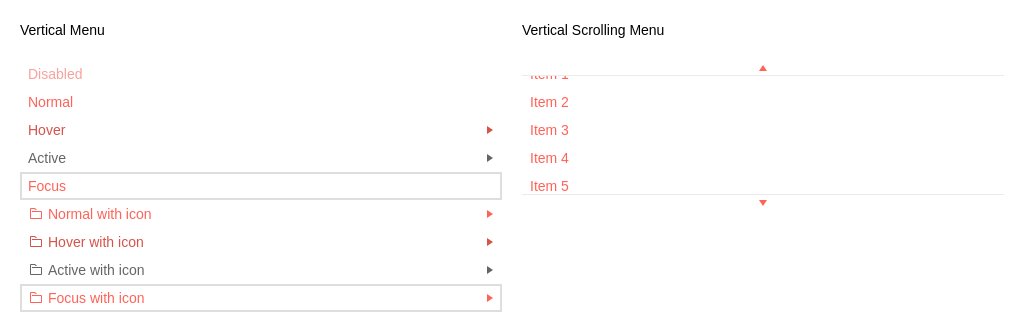 Vertical Menu
Disabled
Normal
Hover
Active
Focus
Normal with icon
Hover with icon
Active with icon
Focus with icon
Vertical Scrolling Menu
Item 1
Item 2
Item 3
Item 4
Item 5